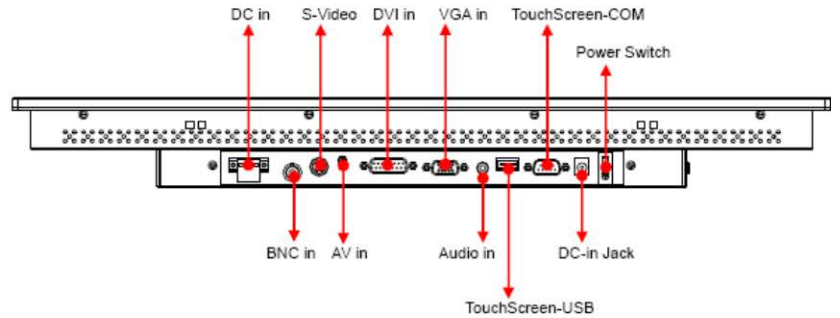 DC in
S-Video
DVI in
VGA in
TouchScreen-COM
Power Switch
BNC in
AV in
Audio in
DC-in Jack
TouchScreen-USB